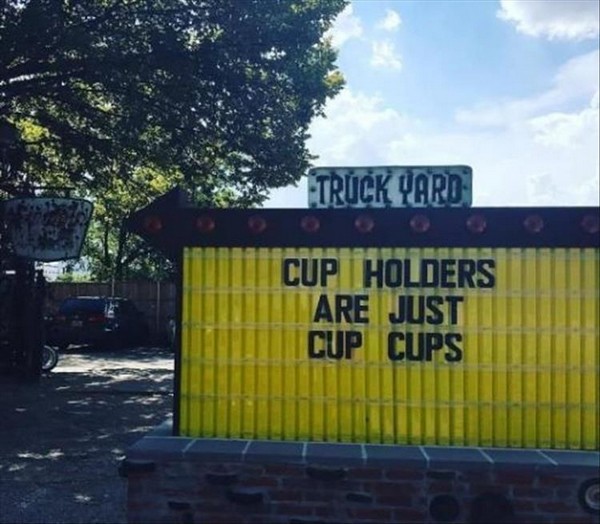 TRUCK YARD
CUP HOLDERS
ARE JUST
CUP CUPS